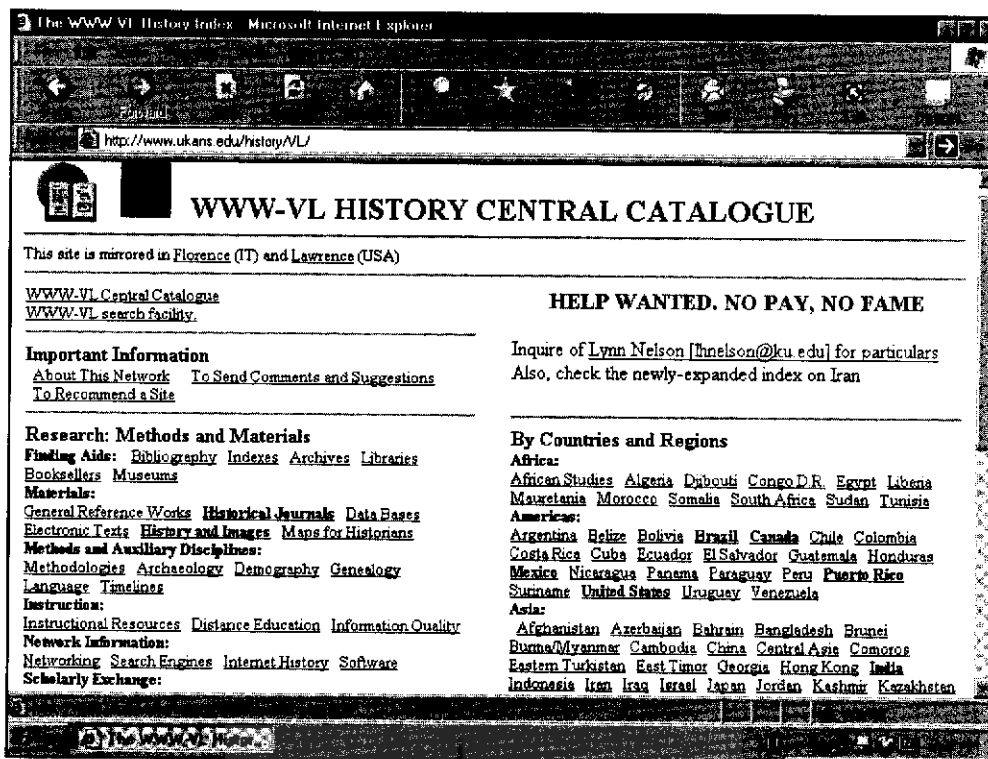 The WWW VL History Index - Microsoft Internet Explorer
Forward
http://www.ukans.edu/history/VL/
WWW-VL HISTORY CENTRAL CATALOGUE
This site is mirrored in Florence (IT) and Lawrence (USA)
WWW-VL Central Catalogue
WWW-VL search facility.
Important Information
About This Network To Send Comments and Suggestions
To Recommend a Site
Research: Methods and Materials
Finding Aids: Bibliography Indexes Archives Libraries
Booksellers Museums
Materials:
General Reference Works Historical Journals Data Bases
Electronic Texts History and Images Maps for Historians
Methods and Auxiliary Disciplines:
Methodologies Archaeology Demography Genealogy
Language Timelines
Instruction:
Instructional Resources Distance Education Information Quality
Network Information:
Networking Search Engines Internet History Software
Scholarly Exchange:
HELP WANTED. NO PAY, NO FAME
Inquire of Lynn Nelson [lhnelson@ku.edu] for particulars
Also, check the newly-expanded index on Iran
By Countries and Regions
Africa:
African Studies Algeria Djibouti Congo D.R. Egypt Liberia
Mauretania Morocco Somalia South Africa Sudan Tunisia
Americas:
Argentina Belize Bolivia Brazil Canada Chile Colombia
Costa Rica Cuba Ecuador El Salvador Guatemala Honduras
Mexico Nicaragua Panama Paraguay Peru Puerto Rico
Suriname United States Uruguay Venezuela
Asia:
Afghanistan Azerbaijan Bahrain Bangladesh Brunei
Burma/Myanmar Cambodia China Central Asia Comoros
Eastern Turkistan East Timor Georgia Hong Kong India
Indonesia Iran Iraq Israel Japan Jordan Kashmir Kazakhstan
The WWW-VL Histor...